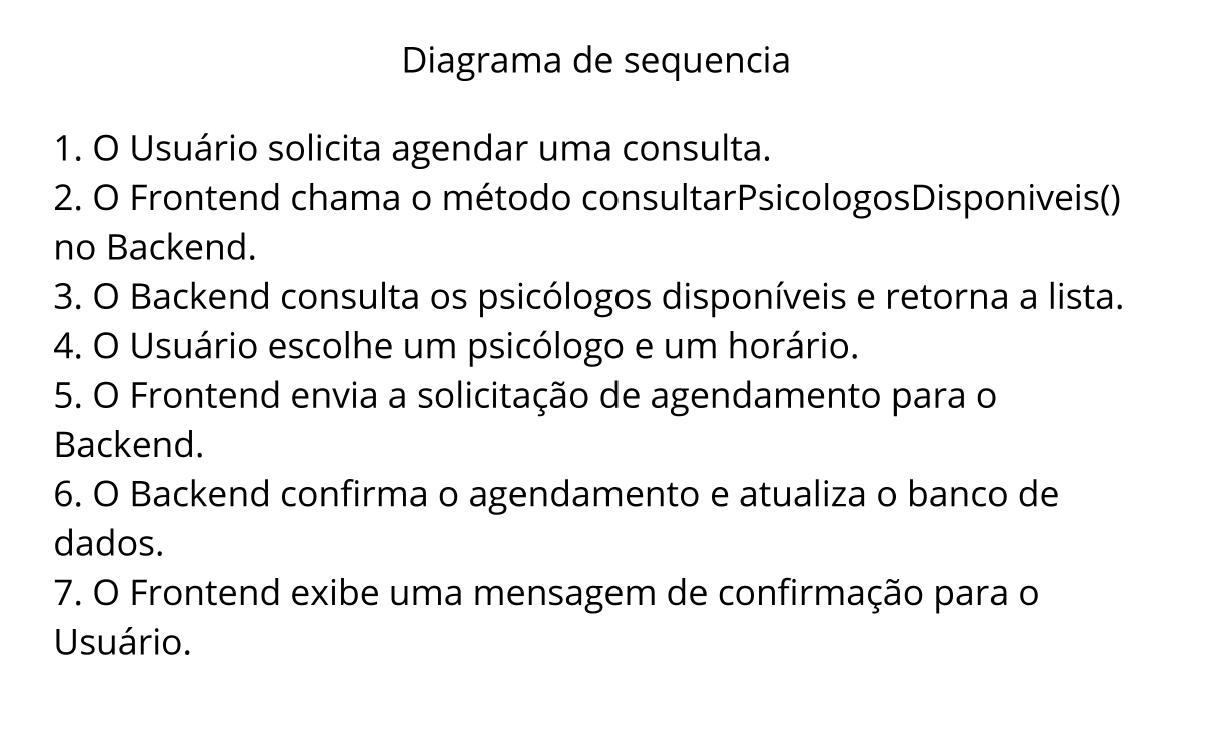 Diagrama de sequencia
1. O Usuário solicita agendar uma consulta.
2. O Frontend chama o método consultarPsicologosDisponiveis()
no Backend.
3. O Backend consulta os psicólogos disponíveis e retorna a lista.
4. O Usuário escolhe um psicólogo e um horário.
5. O Frontend envia a solicitação de agendamento para o
Backend.
6. O Backend confirma o agendamento e atualiza o banco de
dados.
7. O Frontend exibe uma mensagem de confirmação para o
Usuário.